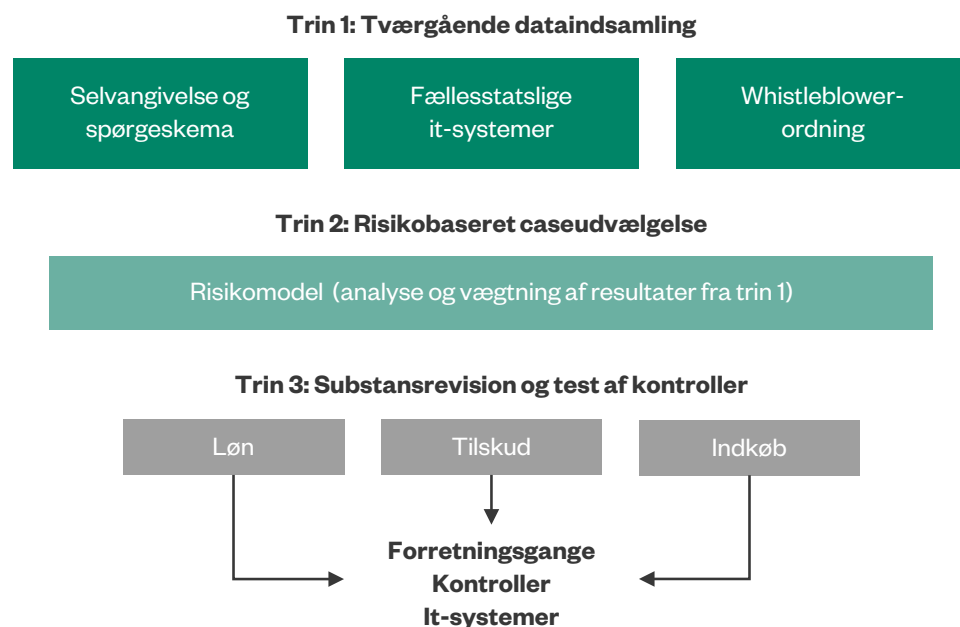 Trin 1: Tværgående dataindsamling
Selvangivelse og
spørgeskema
Fællesstatslige
it-systemer
Whistleblower-
ordning
Trin 2: Risikobaseret caseudvælgelse
Risikomodel (analyse og vægtning af resultater fra trin 1)
Trin 3: Substansrevision og test af kontroller
Løn
Tilskud
Indkøb
Forretningsgange
Kontroller
It-systemer